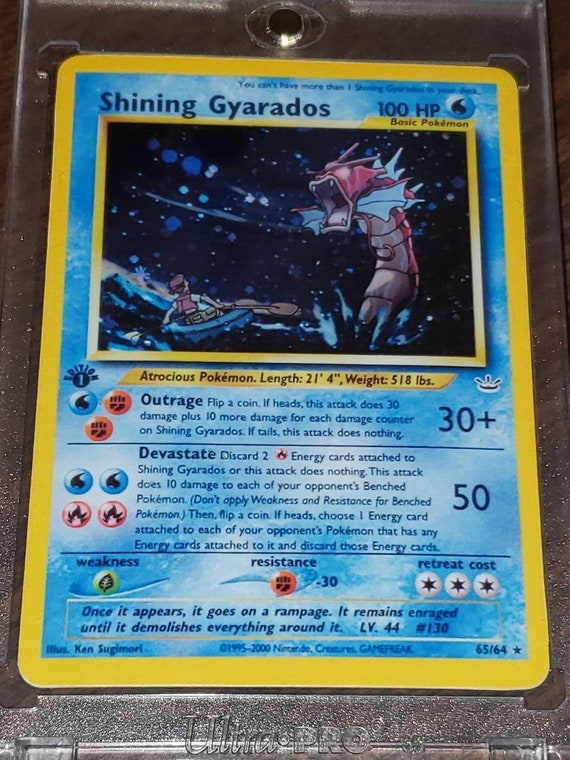 You can't have more than 1 Shining Gyarados in your deck.
Shining Gyarados 100 HP
Basic Pokémon
EDITION
1
Atrocious Pokémon. Length: 21' 4", Weight: 518 lbs.
Outrage Flip a coin. If heads, this attack does 30
damage plus 10 more damage for each damage counter
on Shining Gyarados. If tails, this attack does nothing.
30+
Devastate Discard 2 Energy cards attached to
Shining Gyarados or this attack does nothing. This attack
does 10 damage to each of your opponent's Benched
Pokémon. (Don't apply Weakness and Resistance for Benched
Pokémon.) Then, flip a coin. If heads, choose 1 Energy card
attached to each of your opponent's Pokémon that has any
Energy cards attached to it and discard those Energy cards.
50
weakness resistance retreat cost
-30
Once it appears, it goes on a rampage. It remains enraged
until it demolishes everything around it. LV. 44 #130
Illus. Ken Sugimori ©1995-2000 Nintendo, Creatures, GAMEFREAK. 65/64 ★
Ultra•PRO